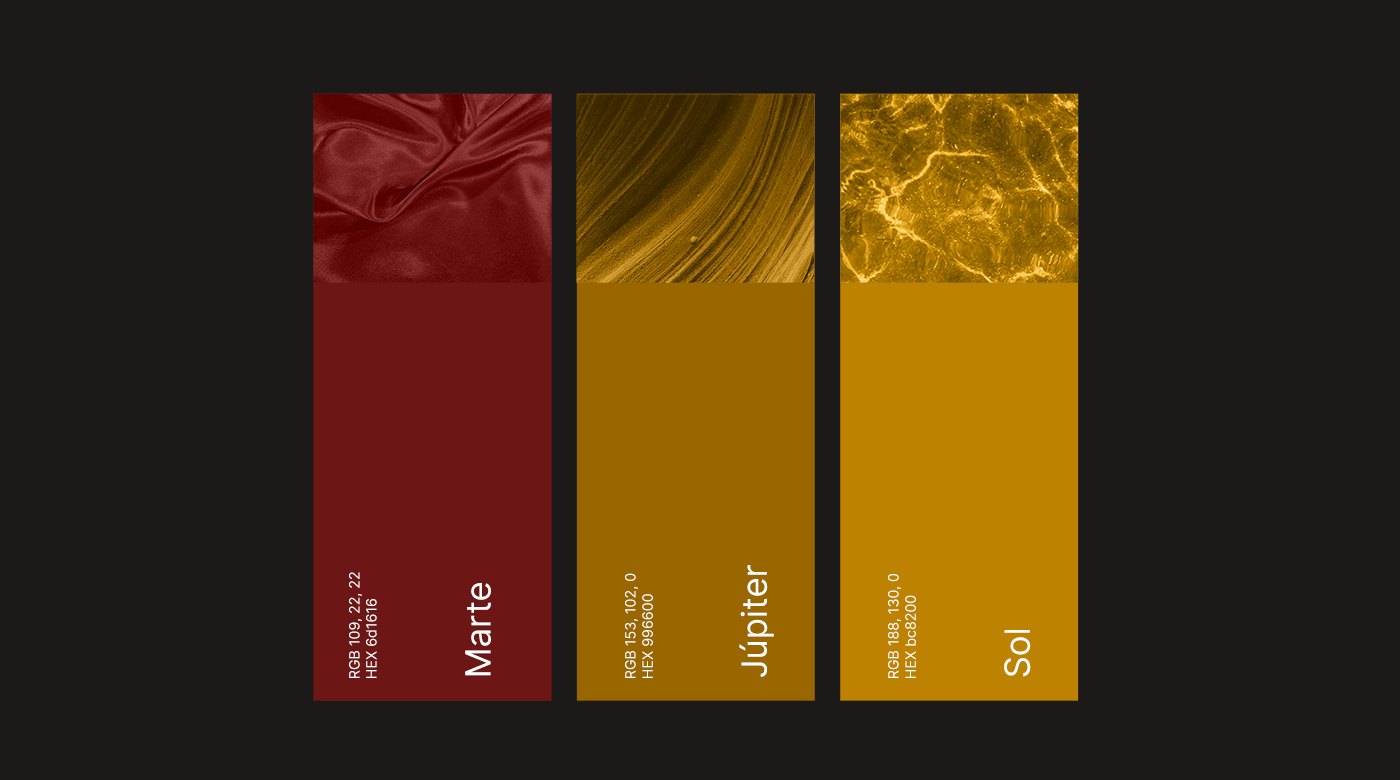 RGB 109, 22, 22
HEX 6d1616
Marte
RGB 153, 102, 0
HEX 996600
Júpiter
RGB 188, 130, 0
HEX bc8200
Sol